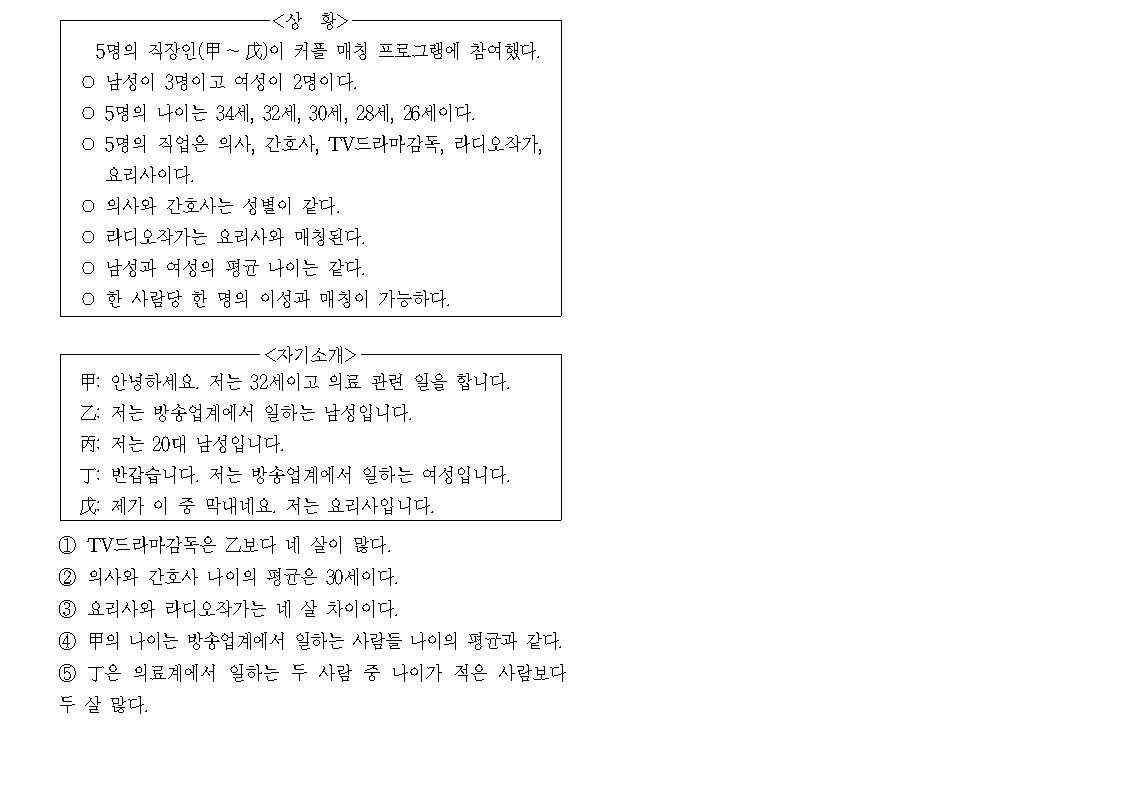 <상 황>
5명의 직장인(甲 ~ 戊)이 커플 매칭 프로그램에 참여했다.
○ 남성이 3명이고 여성이 2명이다.
○ 5명의 나이는 34세, 32세, 30세, 28세, 26세이다.
○ 5명의 직업은 의사, 간호사, TV드라마감독, 라디오작가,
요리사이다.
○ 의사와 간호사는 성별이 같다.
○ 라디오작가는 요리사와 매칭된다.
○ 남성과 여성의 평균 나이는 같다.
○ 한 사람당 한 명의 이성과 매칭이 가능하다.
<자기소개>
甲: 안녕하세요. 저는 32세이고 의료 관련 일을 합니다.
乙: 저는 방송업계에서 일하는 남성입니다.
丙: 저는 20대 남성입니다.
丁: 반갑습니다. 저는 방송업계에서 일하는 여성입니다.
戊: 제가 이 중 막내네요. 저는 요리사입니다.
① TV드라마감독은 乙보다 네 살이 많다.
② 의사와 간호사 나이의 평균은 30세이다.
③ 요리사와 라디오작가는 네 살 차이이다.
④ 甲의 나이는 방송업계에서 일하는 사람들 나이의 평균과 같다.
⑤ 丁은 의료계에서 일하는 두 사람 중 나이가 적은 사람보다
두 살 많다.